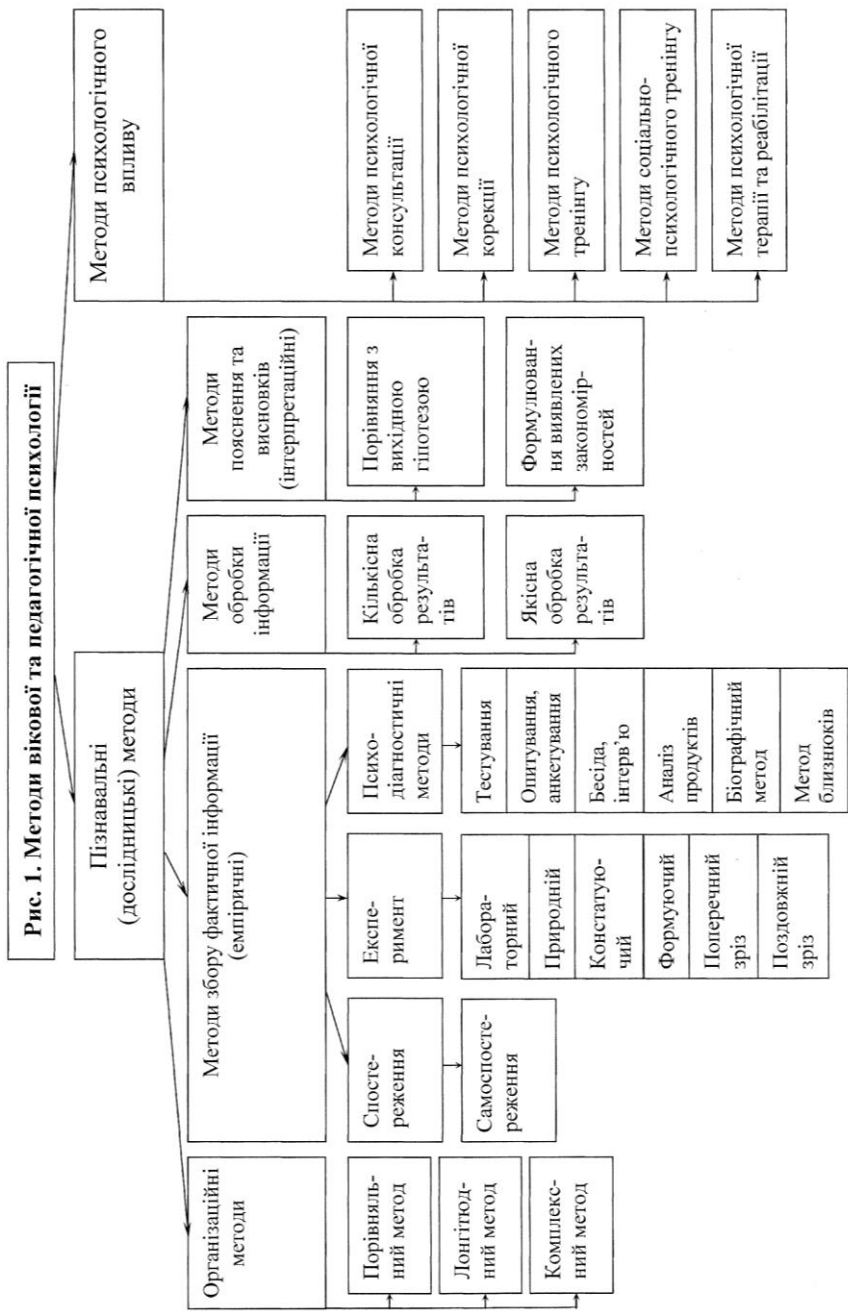 Рис. 1. Методи вікової та педагогічної психології
Пізнавальні
(дослідницькі) методи
Методи психологічного
впливу
Організаційні
методи
Методи збору фактичної інформації
(емпіричні)
Методи
обробки
інформації
Методи
пояснення та
висновків
(інтерпретаційні)
Порівняль-
ний метод
Лонгітюд-
ний метод
Комплекс-
ний метод
Спосте-
реження
Самоспосте-
реження
Експе-
римент
Лабора-
торний
Природній
Констатую-
чий
Формуючий
Поперечний
зріз
Поздовжній
зріз
Психо-
діагностичні
методи
Тестування
Опитування,
анкетування
Бесіда,
інтерв’ю
Аналіз
продуктів
Біографічний
метод
Метод
близнюків
Кількісна
обробка
результа-
тів
Якісна
обробка
результа-
тів
Порівняння з
вихідною
гіпотезою
Формулюван-
ня виявлених
закономір-
ностей
Методи психологічної
консультації
Методи психологічної
корекції
Методи психологічного
тренінгу
Методи соціально-
психологічного тренінгу
Методи психологічної
терапії та реабілітації